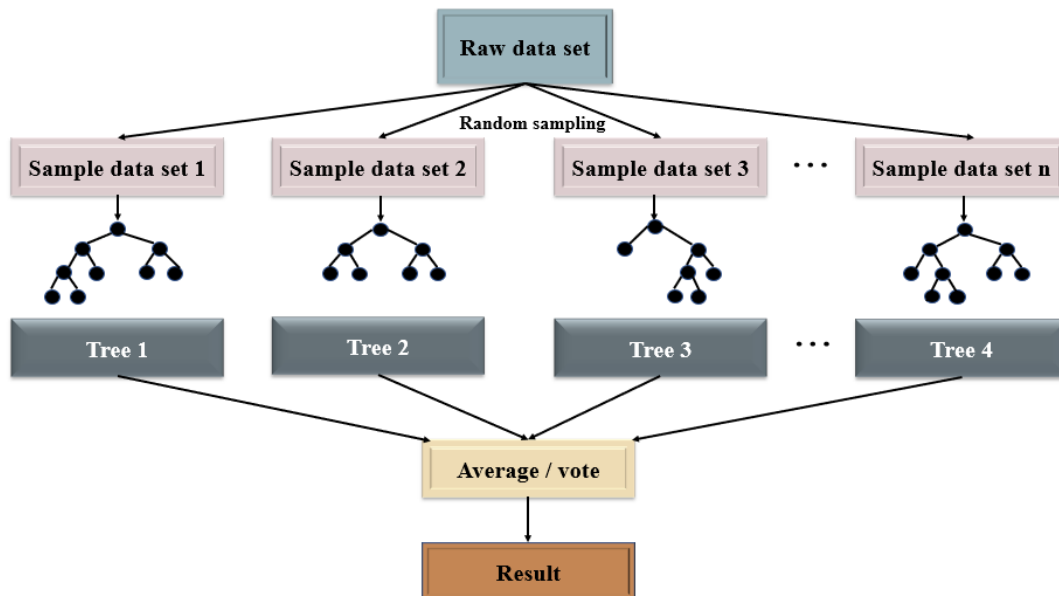 Raw data set
Random sampling
Sample data set 1
Sample data set 2
Sample data set 3
...
Sample data set n
Tree 1
Tree 2
Tree 3
...
Tree 4
Average / vote
Result